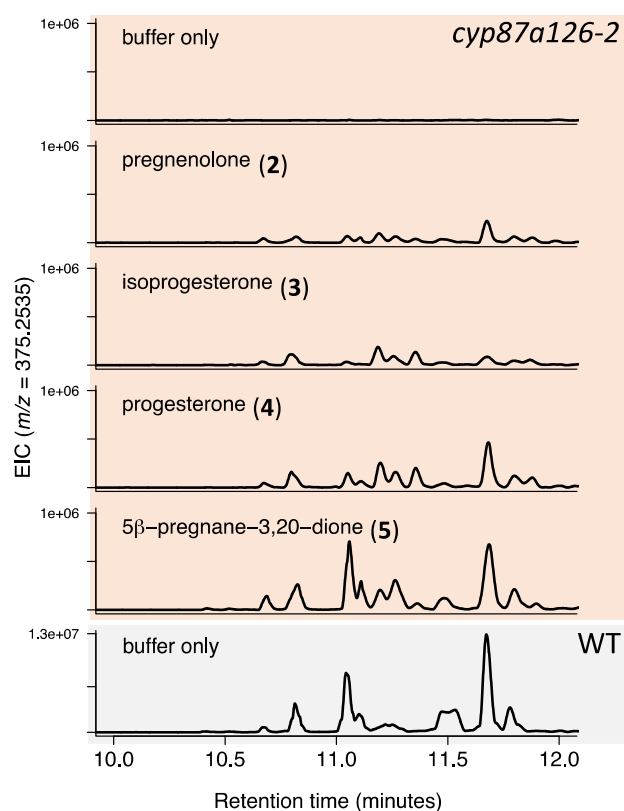 1e+06
buffer only
cyp87a126-2
1e+06
pregnenolone (2)
1e+06
isoprogesterone (3)
EIC (m/z = 375.2535)
1e+06
progesterone (4)
1e+06
5β−pregnane−3,20−dione (5)
1.3e+07
buffer only
WT
10.0 10.5 11.0 11.5 12.0
Retention time (minutes)